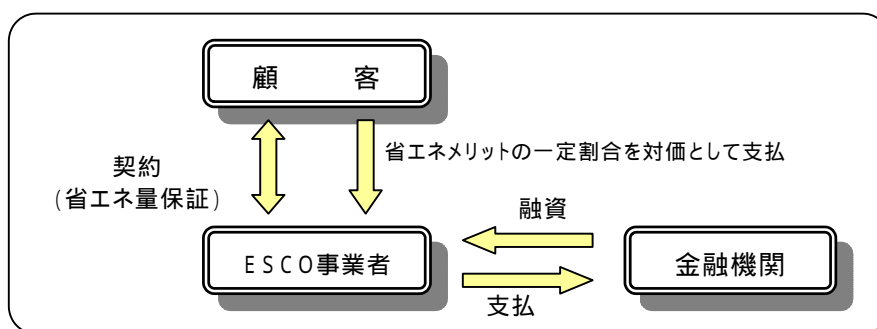 顧　客
省エネメリットの一定割合を対価として支払
契約
(省エネ量保証)
融資
ESCO事業者
金融機関
支払